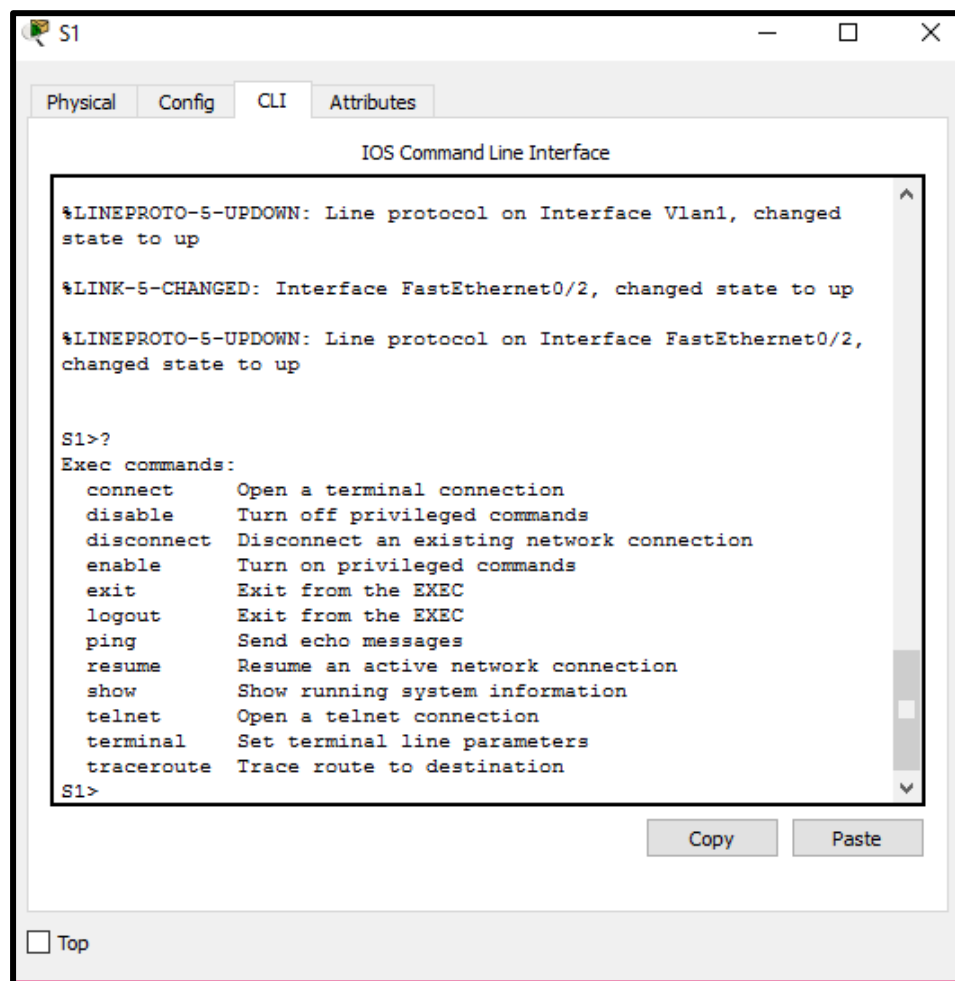 S1
Physical Config CLI Attributes
IOS Command Line Interface
%LINEPROTO-5-UPDOWN: Line protocol on Interface Vlan1, changed
state to up
%LINK-5-CHANGED: Interface FastEthernet0/2, changed state to up
%LINEPROTO-5-UPDOWN: Line protocol on Interface FastEthernet0/2,
changed state to up
S1>?
Exec commands:
connect Open a terminal connection
disable Turn off privileged commands
disconnect Disconnect an existing network connection
enable Turn on privileged commands
exit Exit from the EXEC
logout Exit from the EXEC
ping Send echo messages
resume Resume an active network connection
show Show running system information
telnet Open a telnet connection
terminal Set terminal line parameters
traceroute Trace route to destination
S1>
Copy Paste
Top